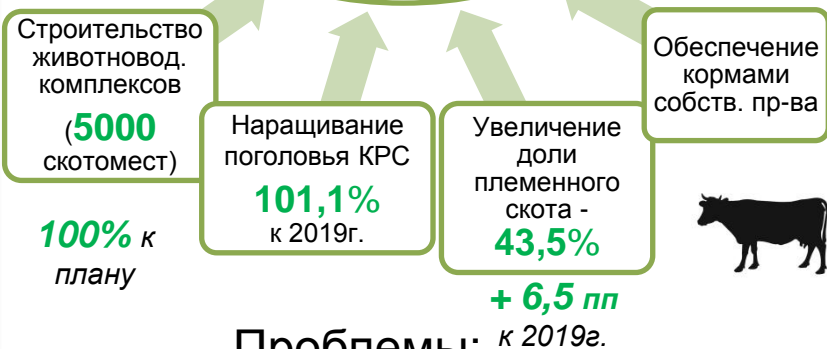 Строительство
животновод.
комплексов
(5000
скотомест)
100% к
плану
Наращивание
поголовья КРС
101,1%
к 2019г.
Увеличение
доли
племенного
скота -
43,5%
+ 6,5 пп
к 2019г.
Обеспечение
кормами
собств. пр-ва
Проблемы: